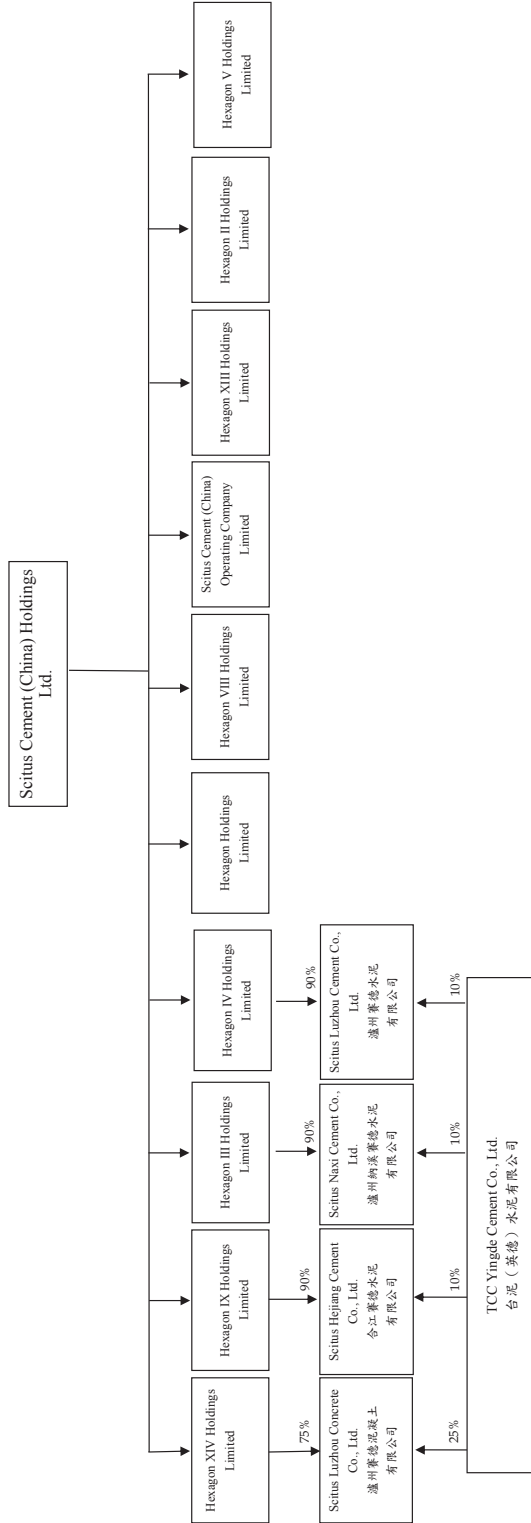 Scitus Cement (China) Holdings
Ltd.
Hexagon XIV Holdings
Limited
Hexagon IX Holdings
Limited
Hexagon III Holdings
Limited
Hexagon IV Holdings
Limited
Hexagon Holdings
Limited
Hexagon VIII Holdings
Limited
Scitus Cement (China)
Operating Company
Limited
Hexagon XIII Holdings
Limited
Hexagon II Holdings
Limited
Hexagon V Holdings
Limited
75%
90%
90%
90%
Scitus Luzhou Concrete
Co., Ltd.
瀘州賽德混凝土
有限公司
Scitus Hejiang Cement
Co., Ltd.
合江賽德水泥
有限公司
Scitus Naxi Cement Co.,
Ltd.
瀘州納溪賽德水泥
有限公司
Scitus Luzhou Cement Co.,
Ltd.
瀘州賽德水泥
有限公司
25%
10%
10%
10%
TCC Yingde Cement Co., Ltd.
台泥（英德）水泥有限公司